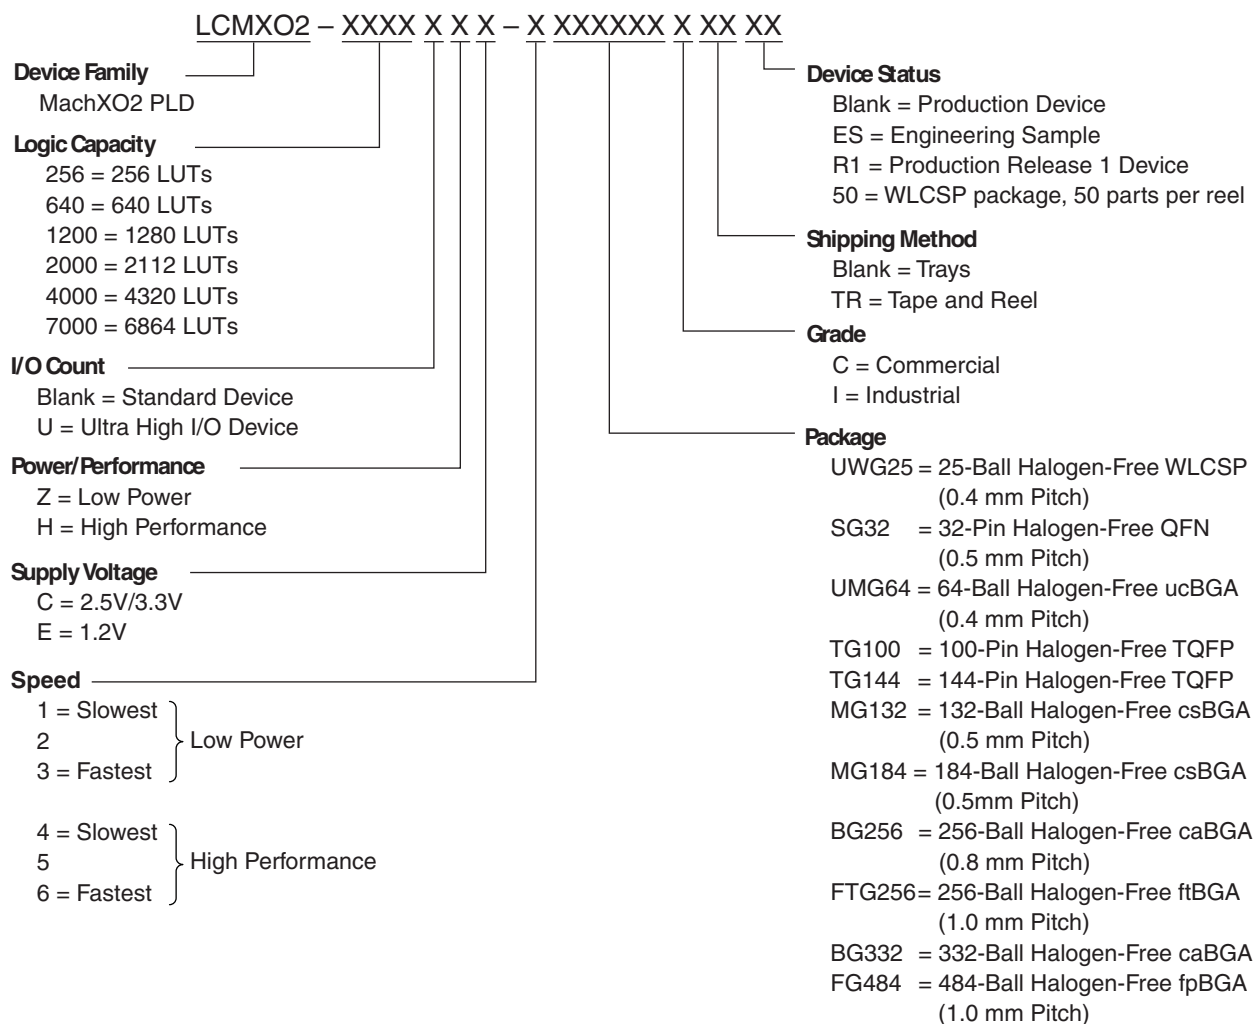 LCMXO2 – XXXX X X X – X XXXXXX X XX XX
Device Family
MachXO2 PLD
Logic Capacity
256 = 256 LUTs
640 = 640 LUTs
1200 = 1280 LUTs
2000 = 2112 LUTs
4000 = 4320 LUTs
7000 = 6864 LUTs
I/O Count
Blank = Standard Device
U = Ultra High I/O Device
Power/Performance
Z = Low Power
H = High Performance
Supply Voltage
C = 2.5V/3.3V
E = 1.2V
Speed
1 = Slowest
2
3 = Fastest
Low Power
4 = Slowest
5
6 = Fastest
High Performance
Device Status
Blank = Production Device
ES = Engineering Sample
R1 = Production Release 1 Device
50 = WLCSP package, 50 parts per reel
Shipping Method
Blank = Trays
TR = Tape and Reel
Grade
C = Commercial
I = Industrial
Package
UWG25 = 25-Ball Halogen-Free WLCSP
(0.4 mm Pitch)
SG32 = 32-Pin Halogen-Free QFN
(0.5 mm Pitch)
UMG64 = 64-Ball Halogen-Free ucBGA
(0.4 mm Pitch)
TG100 = 100-Pin Halogen-Free TQFP
TG144 = 144-Pin Halogen-Free TQFP
MG132 = 132-Ball Halogen-Free csBGA
(0.5 mm Pitch)
MG184 = 184-Ball Halogen-Free csBGA
(0.5mm Pitch)
BG256 = 256-Ball Halogen-Free caBGA
(0.8 mm Pitch)
FTG256= 256-Ball Halogen-Free ftBGA
(1.0 mm Pitch)
BG332 = 332-Ball Halogen-Free caBGA
FG484 = 484-Ball Halogen-Free fpBGA
(1.0 mm Pitch)